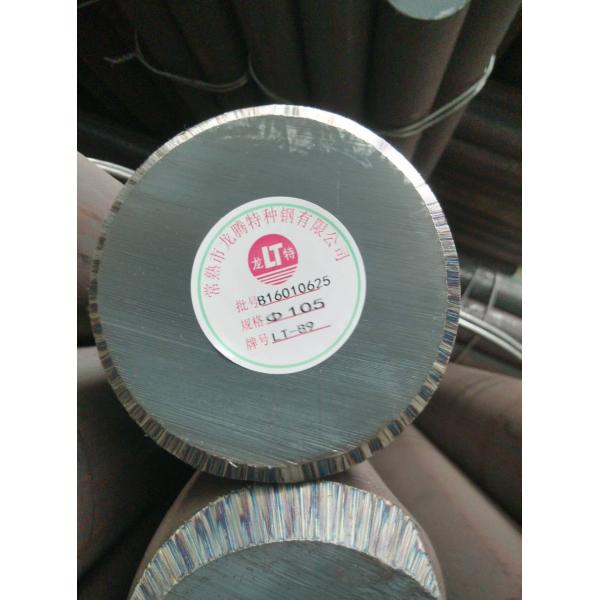 常熟市龙腾特种钢有限公司
龙LT特
批号816010625
规格Φ105
牌号LT-89